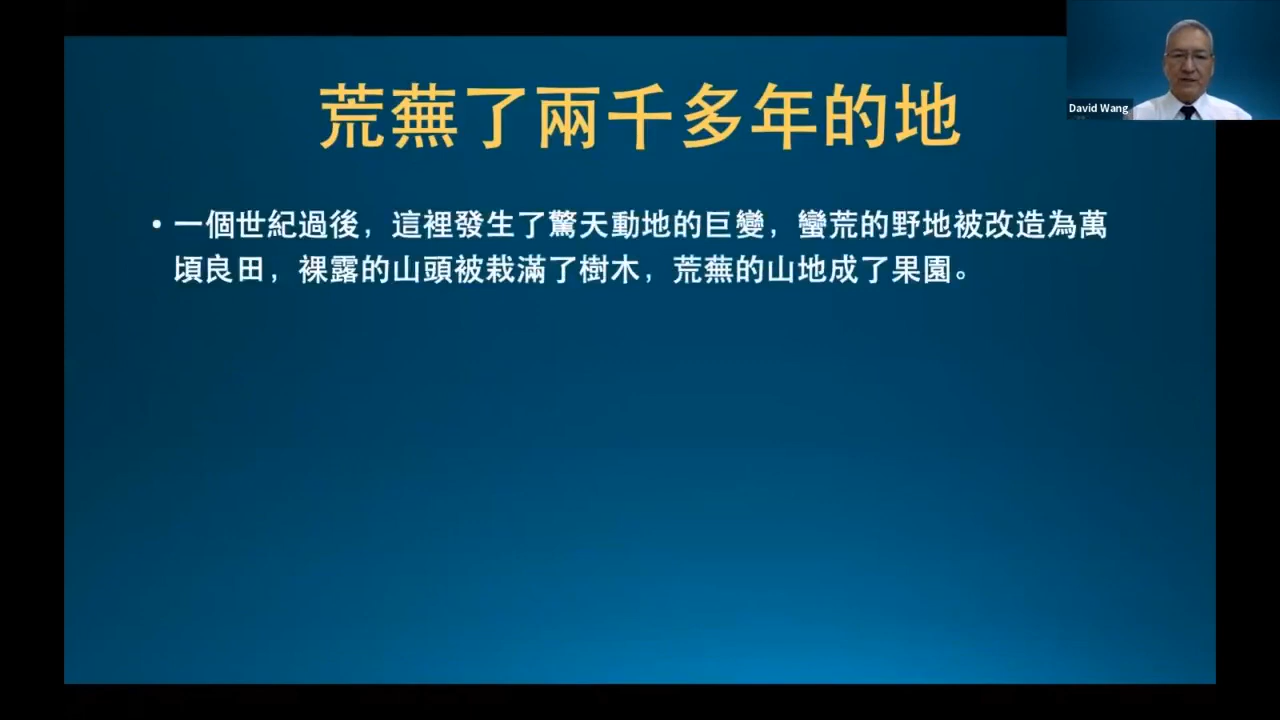 荒蕪了兩千多年的地
David Wang
• 一個世紀過後，這裡發生了驚天動地的巨變，蠻荒的野地被改造為萬
頃良田，裸露的山頭被栽滿了樹木，荒蕪的山地成了果園。